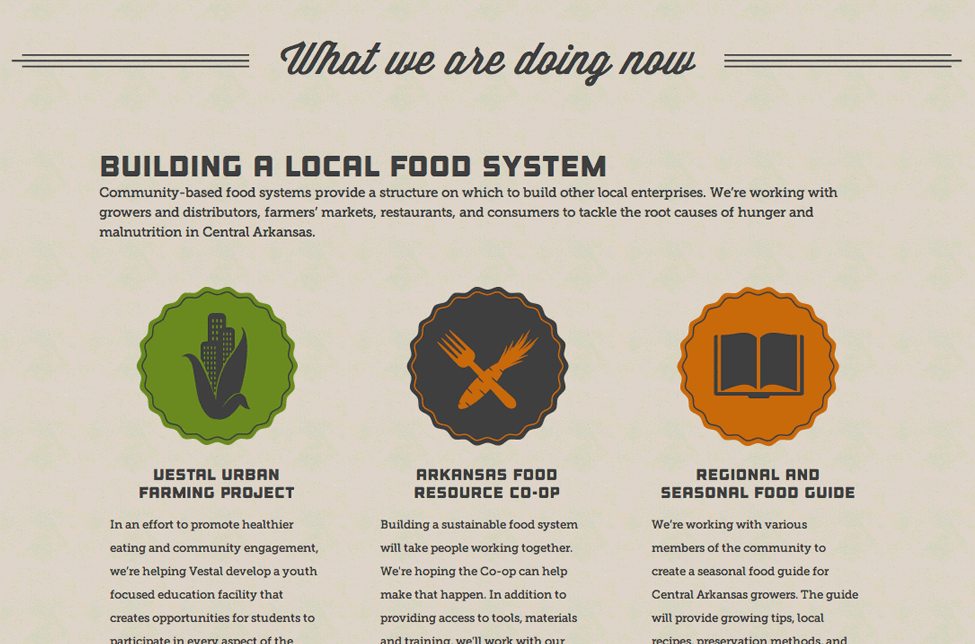 What we are doing now
BUILDING A LOCAL FOOD SYSTEM
Community-based food systems provide a structure on which to build other local enterprises. We're working with
growers and distributors, farmers' markets, restaurants, and consumers to tackle the root causes of hunger and
malnutrition in Central Arkansas.
VESTAL URBAN
FARMING PROJECT
In an effort to promote healthier
eating and community engagement,
we're helping Vestal develop a youth
focused education facility that
creates opportunities for students to
participate in every aspect of the
ARKANSAS FOOD
RESOURCE CO-OP
Building a sustainable food system
will take people working together.
We're hoping the Co-op can help
make that happen. In addition to
providing access to tools, materials
and training, we'll work with our
REGIONAL AND
SEASONAL FOOD GUIDE
We're working with various
members of the community to
create a seasonal food guide for
Central Arkansas growers. The guide
will provide growing tips, local
recipes, preservation methods, and